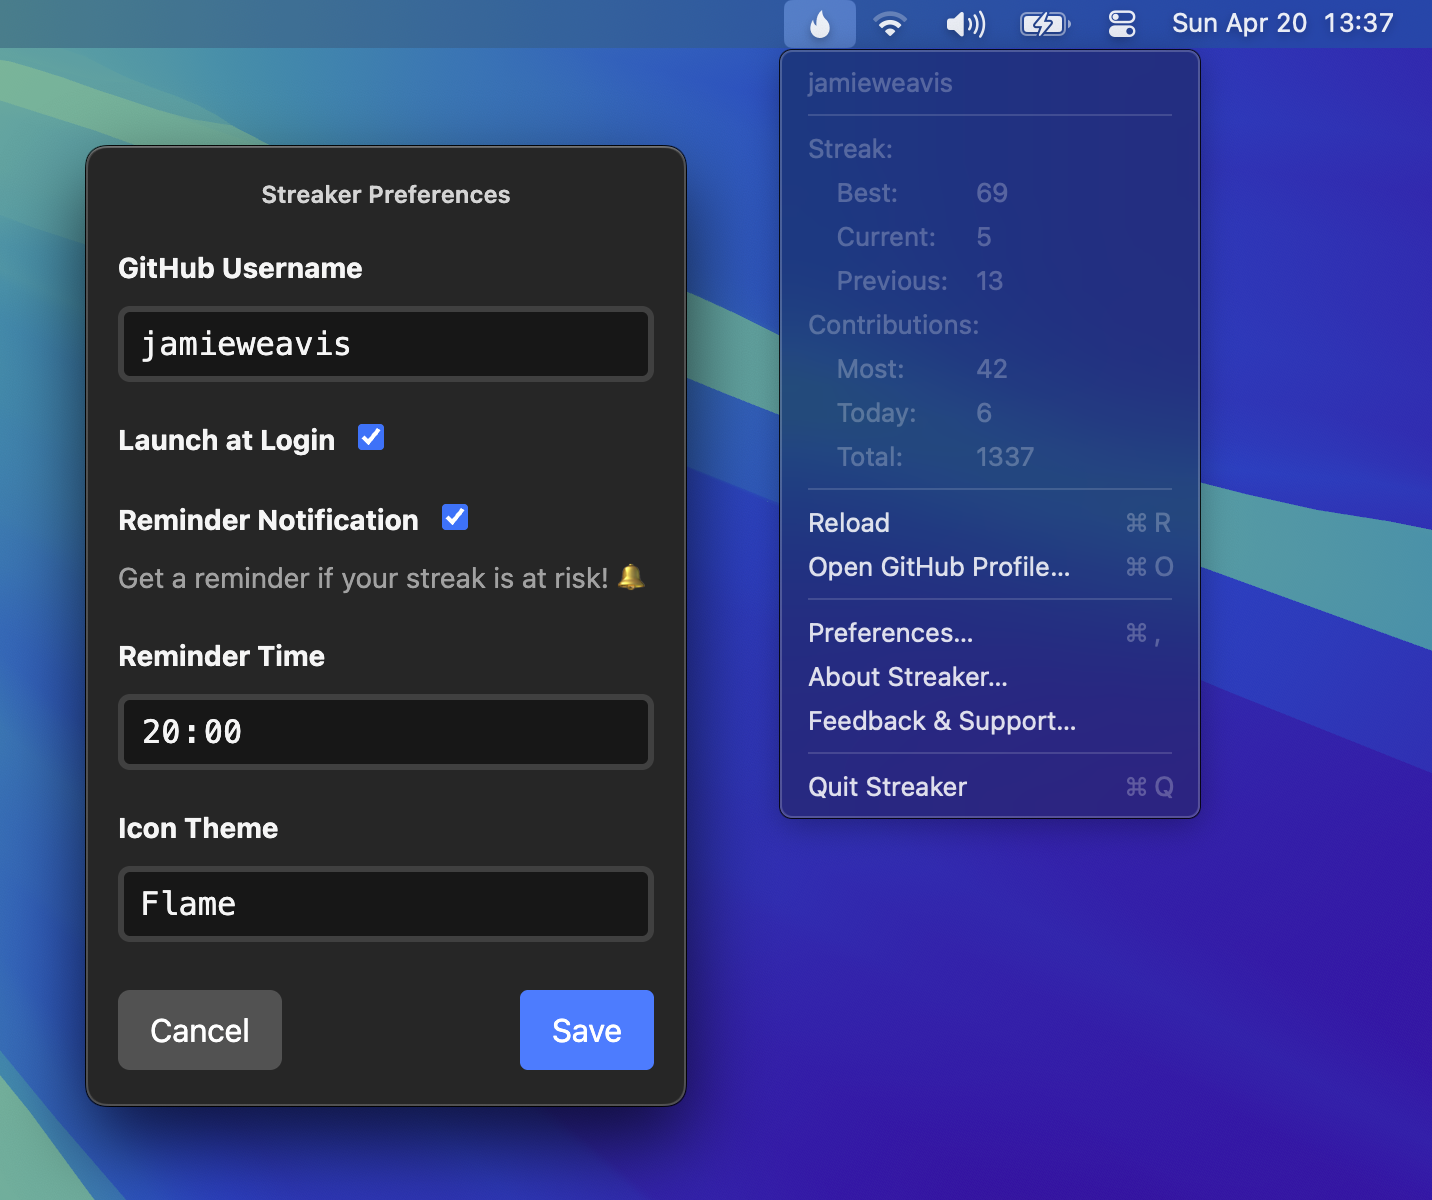 Sun Apr 20 13:37
Streaker Preferences
GitHub Username
jamieweavis
Launch at Login
Reminder Notification
Get a reminder if your streak is at risk! 🔔
Reminder Time
20:00
Icon Theme
Flame
Cancel
Save
jamieweavis
Streak:
Best: 69
Current: 5
Previous: 13
Contributions:
Most: 42
Today: 6
Total: 1337
Reload ⌘ R
Open GitHub Profile... ⌘ O
Preferences... ⌘ ,
About Streaker...
Feedback & Support...
Quit Streaker ⌘ Q